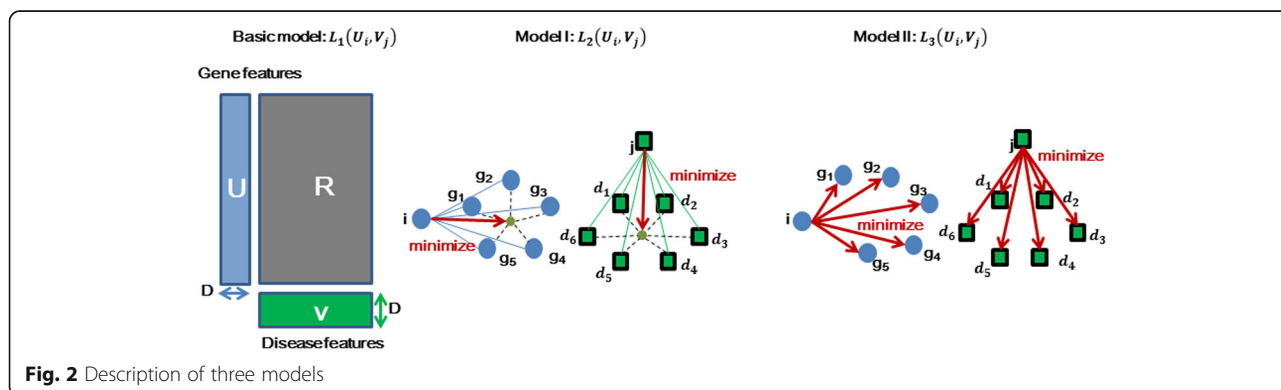 Basic model: L₁(Uᵢ,Vⱼ)
Model I: L₂(Uᵢ,Vⱼ)
Model II: L₃(Uᵢ,Vⱼ)
Gene features
U
R
D
V
D
Disease features
i
g₁
g₂
g₃
g₄
g₅
minimize
j
minimize
d₁
d₂
d₃
d₄
d₅
d₆
i
g₁
g₂
g₃
g₄
g₅
minimize
j
minimize
d₁
d₂
d₃
d₄
d₅
d₆
Fig. 2 Description of three models